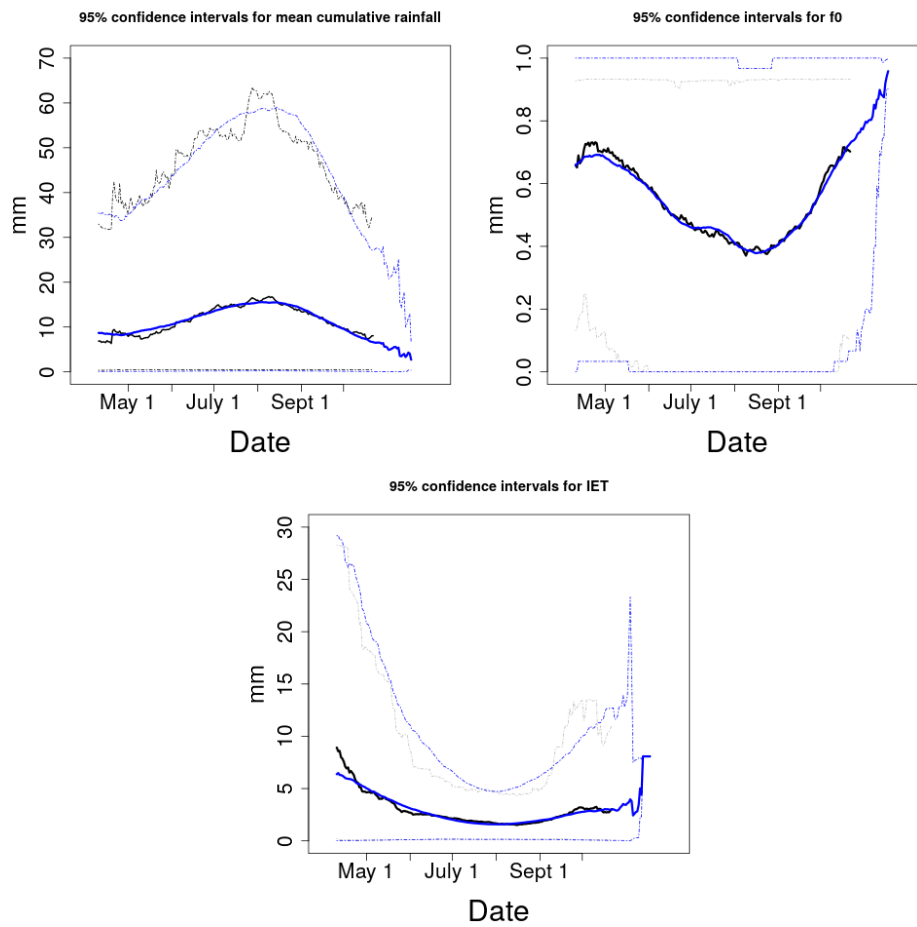 95% confidence intervals for mean cumulative rainfall
70
60
50
40
30
20
10
0
mm
May 1 July 1 Sept 1
Date
95% confidence intervals for f0
1.0
0.8
0.6
0.4
0.2
0.0
mm
May 1 July 1 Sept 1
Date
95% confidence intervals for IET
30
25
20
15
10
5
0
mm
May 1 July 1 Sept 1
Date